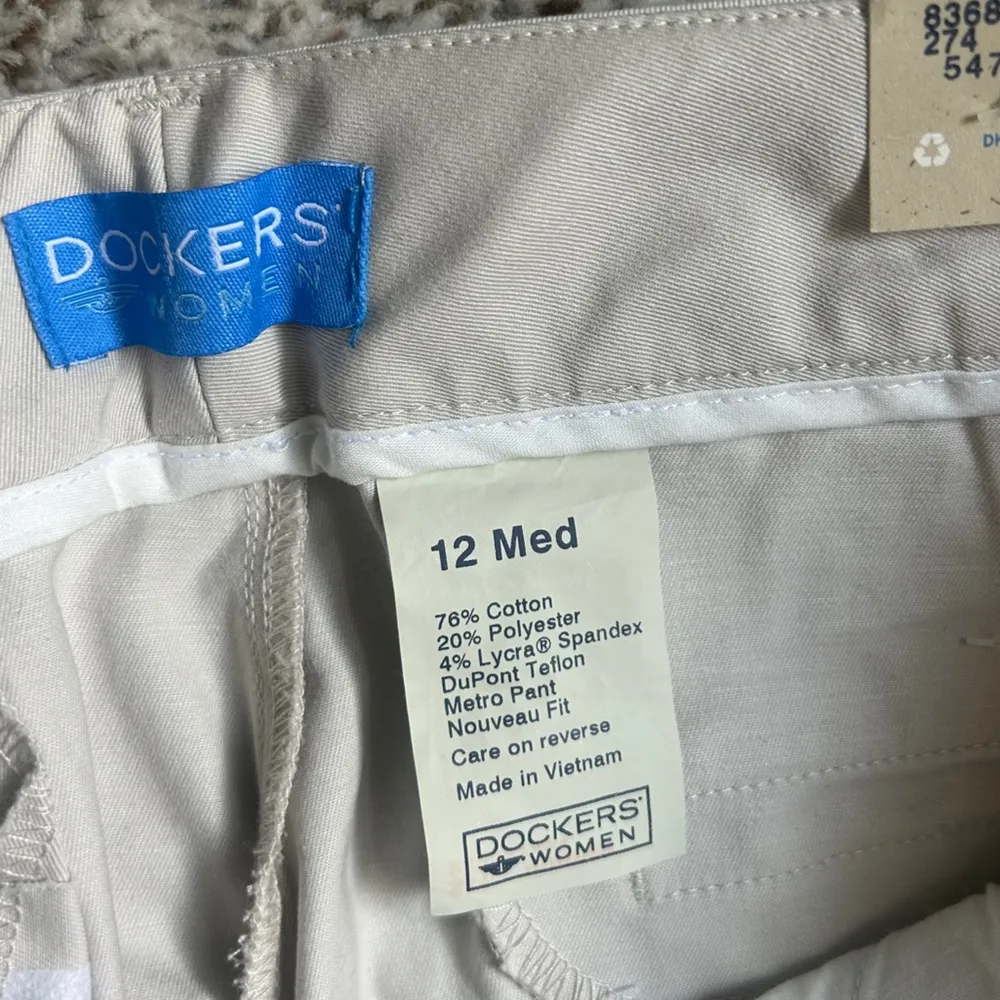 8368
274
547
DOCKERS
WOMEN
12 Med
76% Cotton
20% Polyester
4% Lycra® Spandex
DuPont Teflon
Metro Pant
Nouveau Fit
Care on reverse
Made in Vietnam
DOCKERS
WOMEN